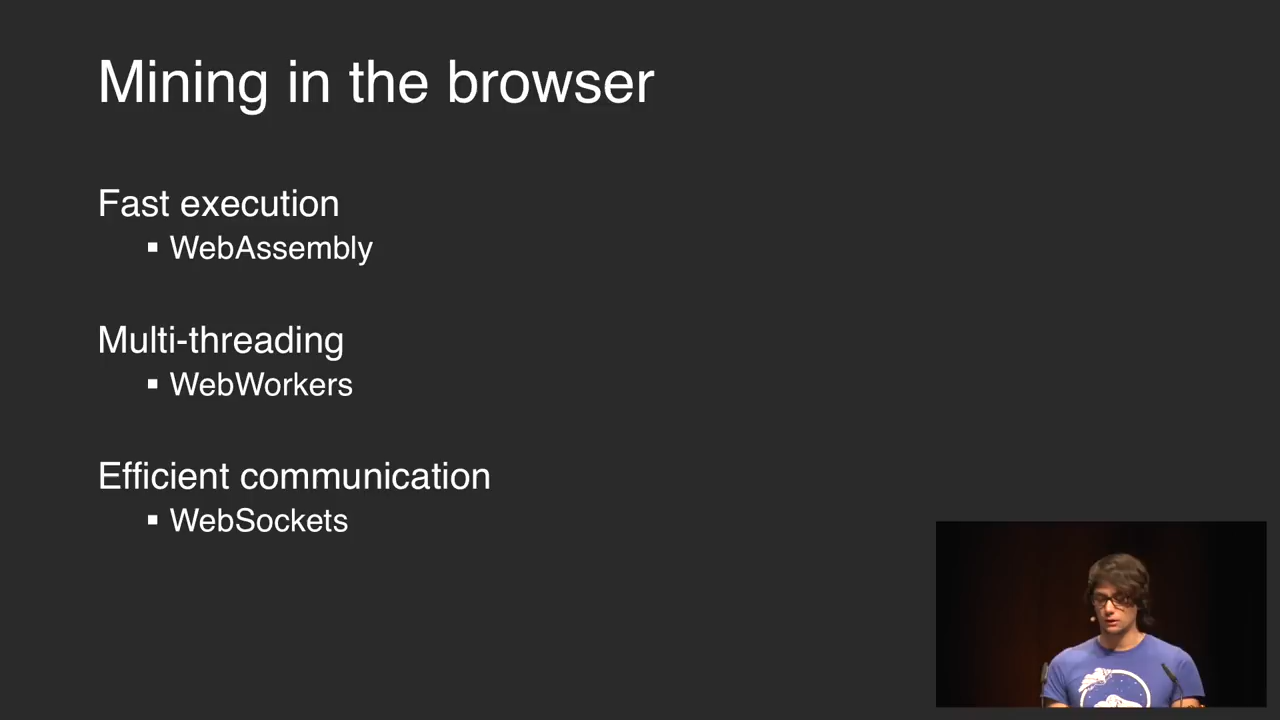 Mining in the browser
Fast execution
▪ WebAssembly
Multi-threading
▪ WebWorkers
Efficient communication
▪ WebSockets